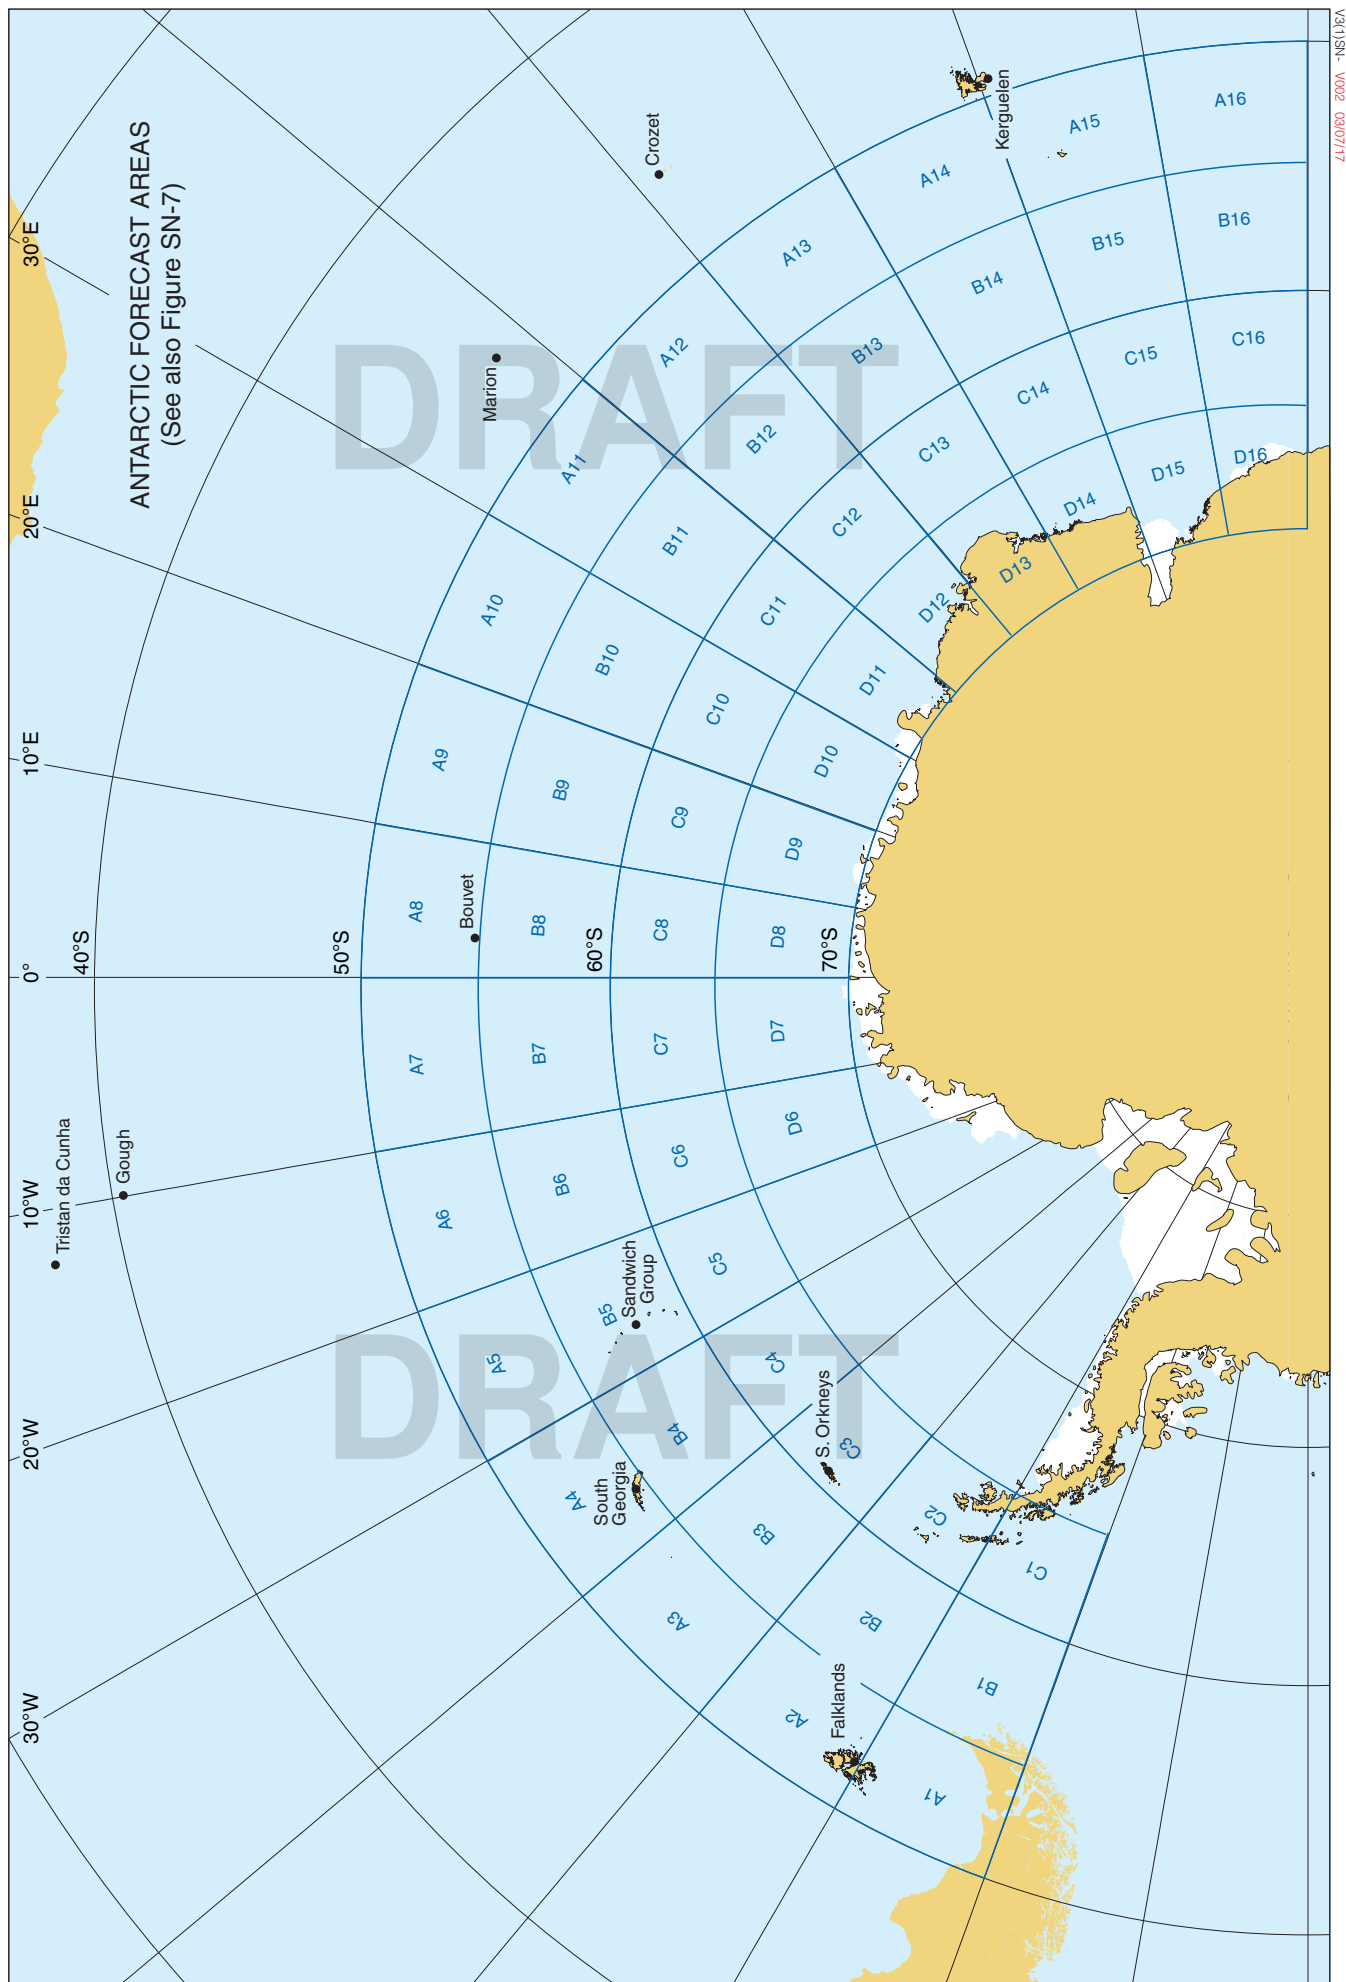 V3(1)SN- V002 03/07/17
ANTARCTIC FORECAST AREAS
(See also Figure SN-7)
DRAFT
DRAFT
30°W
20°W
10°W
0°
10°E
20°E
30°E
40°S
50°S
60°S
70°S
Tristan da Cunha
Gough
Bouvet
Marion
Crozet
Kerguelen
Sandwich
Group
South
Georgia
S. Orkneys
Falklands
A1
A2
A3
A4
A5
A6
A7
A8
A9
A10
A11
A12
A13
A14
A15
A16
B1
B2
B3
B4
B5
B6
B7
B8
B9
B10
B11
B12
B13
B14
B15
B16
C1
C2
C3
C4
C5
C6
C7
C8
C9
C10
C11
C12
C13
C14
C15
C16
D6
D7
D8
D9
D10
D11
D12
D13
D14
D15
D16